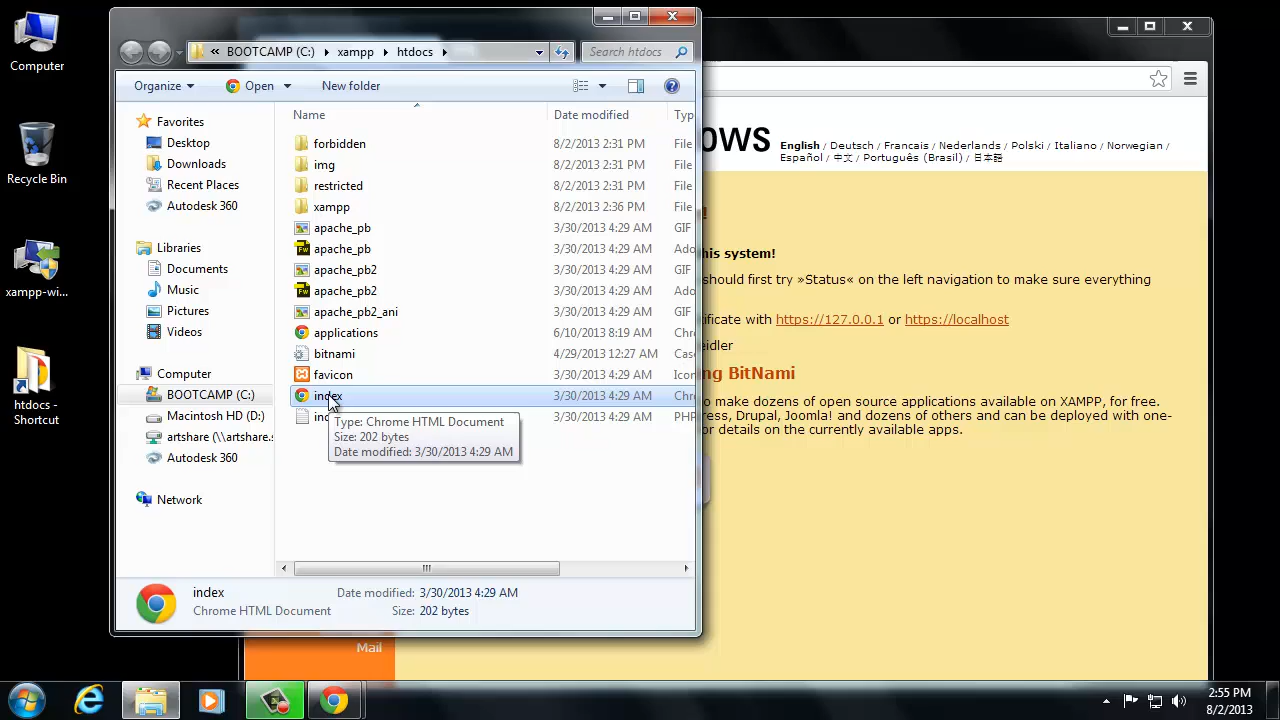 Computer
Recycle Bin
xampp-wi...
htdocs -
Shortcut
« BOOTCAMP (C:) xampp htdocs
Search htdocs
Organize Open New folder
Favorites
Desktop
Downloads
Recent Places
Autodesk 360
Libraries
Documents
Music
Pictures
Videos
Computer
BOOTCAMP (C:)
Macintosh HD (D:)
artshare (\\artshare.s
Autodesk 360
Network
Name Date modified Typ
forbidden 8/2/2013 2:31 PM File
img 8/2/2013 2:31 PM File
restricted 8/2/2013 2:31 PM File
xampp 8/2/2013 2:36 PM File
apache_pb 3/30/2013 4:29 AM GIF
apache_pb 3/30/2013 4:29 AM Ado
apache_pb2 3/30/2013 4:29 AM GIF
apache_pb2 3/30/2013 4:29 AM Ado
apache_pb2_ani 3/30/2013 4:29 AM GIF
applications 6/10/2013 8:19 AM Chr
bitnami 4/29/2013 12:27 AM Casc
favicon 3/30/2013 4:29 AM Icon
index 3/30/2013 4:29 AM Chr
3/30/2013 4:29 AM PHP
Type: Chrome HTML Document
Size: 202 bytes
Date modified: 3/30/2013 4:29 AM
index Date modified: 3/30/2013 4:29 AM
Chrome HTML Document Size: 202 bytes
English / Deutsch / Francais / Nederlands / Polski / Italiano / Norwegian /
Español / 中文 / Português (Brasil) / 日本語
!
his system!
should first try »Status« on the left navigation to make sure everything
ificate with https://127.0.0.1 or https://localhost
eidler
ng BitNami
o make dozens of open source applications available on XAMPP, for free.
ress, Drupal, Joomla! and dozens of others and can be deployed with one-
or details on the currently available apps.
Mail
2:55 PM
8/2/2013